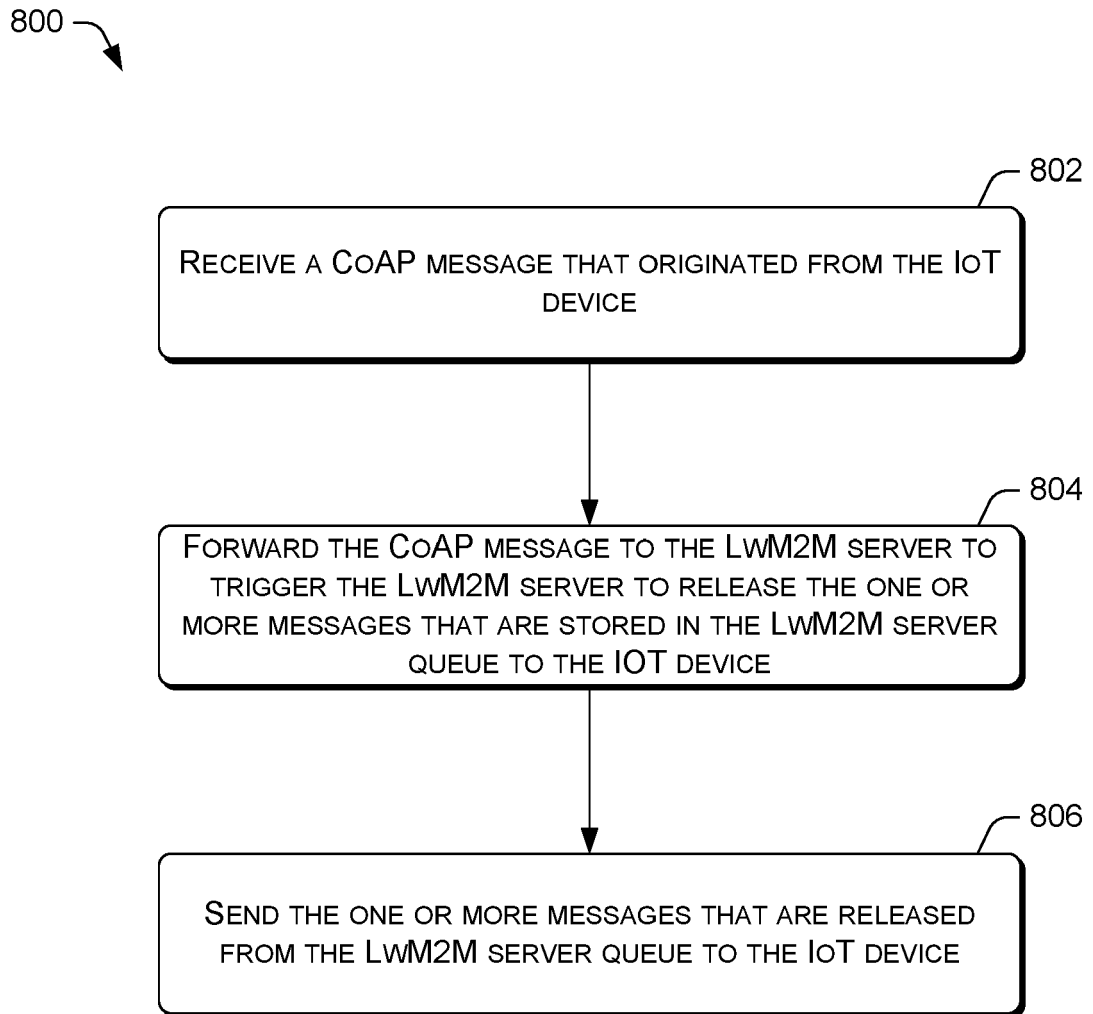 800
802
RECEIVE A COAP MESSAGE THAT ORIGINATED FROM THE IOT
DEVICE
804
FORWARD THE COAP MESSAGE TO THE LWM2M SERVER TO
TRIGGER THE LWM2M SERVER TO RELEASE THE ONE OR
MORE MESSAGES THAT ARE STORED IN THE LWM2M SERVER
QUEUE TO THE IOT DEVICE
806
SEND THE ONE OR MORE MESSAGES THAT ARE RELEASED
FROM THE LWM2M SERVER QUEUE TO THE IOT DEVICE